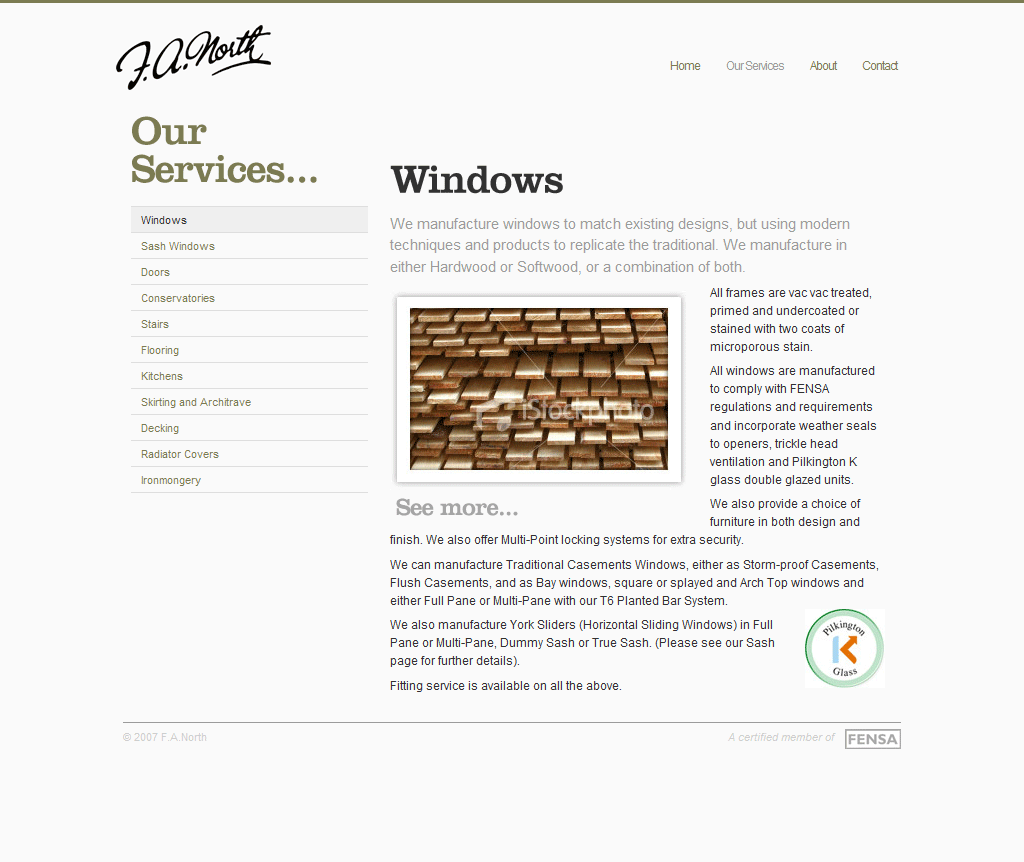 F.A. North
Home
Our Services
About
Contact
Our
Services...
Windows
Sash Windows
Doors
Conservatories
Stairs
Flooring
Kitchens
Skirting and Architrave
Decking
Radiator Covers
Ironmongery
Windows
We manufacture windows to match existing designs, but using modern
techniques and products to replicate the traditional. We manufacture in
either Hardwood or Softwood, or a combination of both.
iStockphoto
See more...
All frames are vac vac treated,
primed and undercoated or
stained with two coats of
microporous stain.
All windows are manufactured
to comply with FENSA
regulations and requirements
and incorporate weather seals
to openers, trickle head
ventilation and Pilkington K
glass double glazed units.
We also provide a choice of
furniture in both design and
finish. We also offer Multi-Point locking systems for extra security.
We can manufacture Traditional Casements Windows, either as Storm-proof Casements,
Flush Casements, and as Bay windows, square or splayed and Arch Top windows and
either Full Pane or Multi-Pane with our T6 Planted Bar System.
We also manufacture York Sliders (Horizontal Sliding Windows) in Full
Pane or Multi-Pane, Dummy Sash or True Sash. (Please see our Sash
page for further details).
Fitting service is available on all the above.
Pilkington
K
Glass
© 2007 F.A.North
A certified member of
FENSA